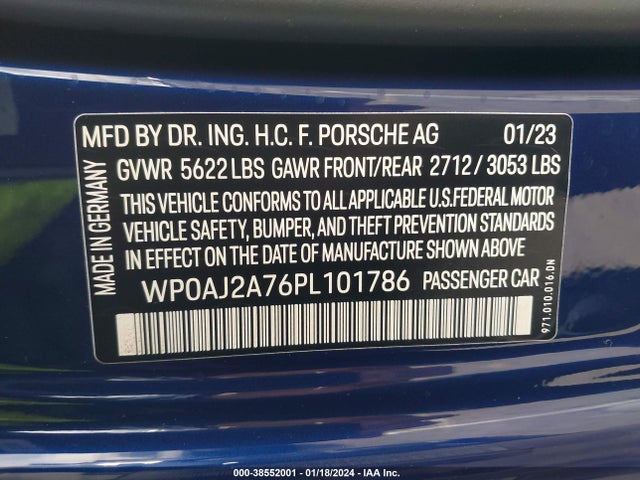 MFD BY DR. ING. H.C. F. PORSCHE AG 01/23
GVWR 5622 LBS GAWR FRONT/REAR 2712 / 3053 LBS
THIS VEHICLE CONFORMS TO ALL APPLICABLE U.S.FEDERAL MOTOR
VEHICLE SAFETY, BUMPER, AND THEFT PREVENTION STANDARDS
IN EFFECT ON THE DATE OF MANUFACTURE SHOWN ABOVE
WP0AJ2A76PL101786 PASSENGER CAR
MADE IN GERMANY
971.010.016.DN
000-38552001 - 01/18/2024 - IAA Inc.